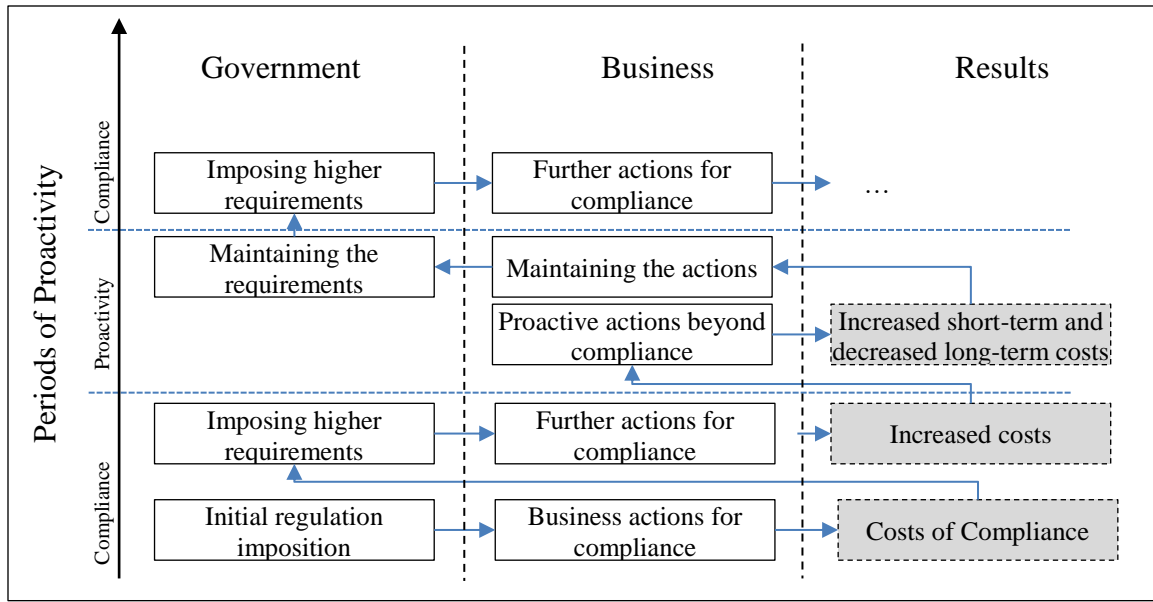 Government
Business
Results
Periods of Proactivity
Compliance
Imposing higher
requirements
Further actions for
compliance
…
Proactivity
Maintaining the
requirements
Maintaining the actions
Proactive actions beyond
compliance
Increased short-term and
decreased long-term costs
Compliance
Imposing higher
requirements
Further actions for
compliance
Increased costs
Initial regulation
imposition
Business actions for
compliance
Costs of Compliance